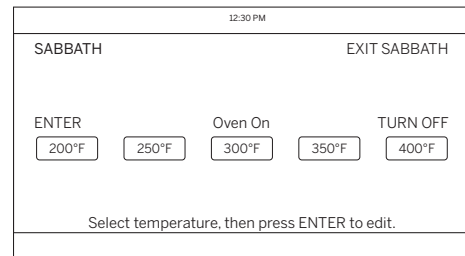 12:30 PM
SABBATH EXIT SABBATH
ENTER Oven On TURN OFF
200°F 250°F 300°F 350°F 400°F
Select temperature, then press ENTER to edit.